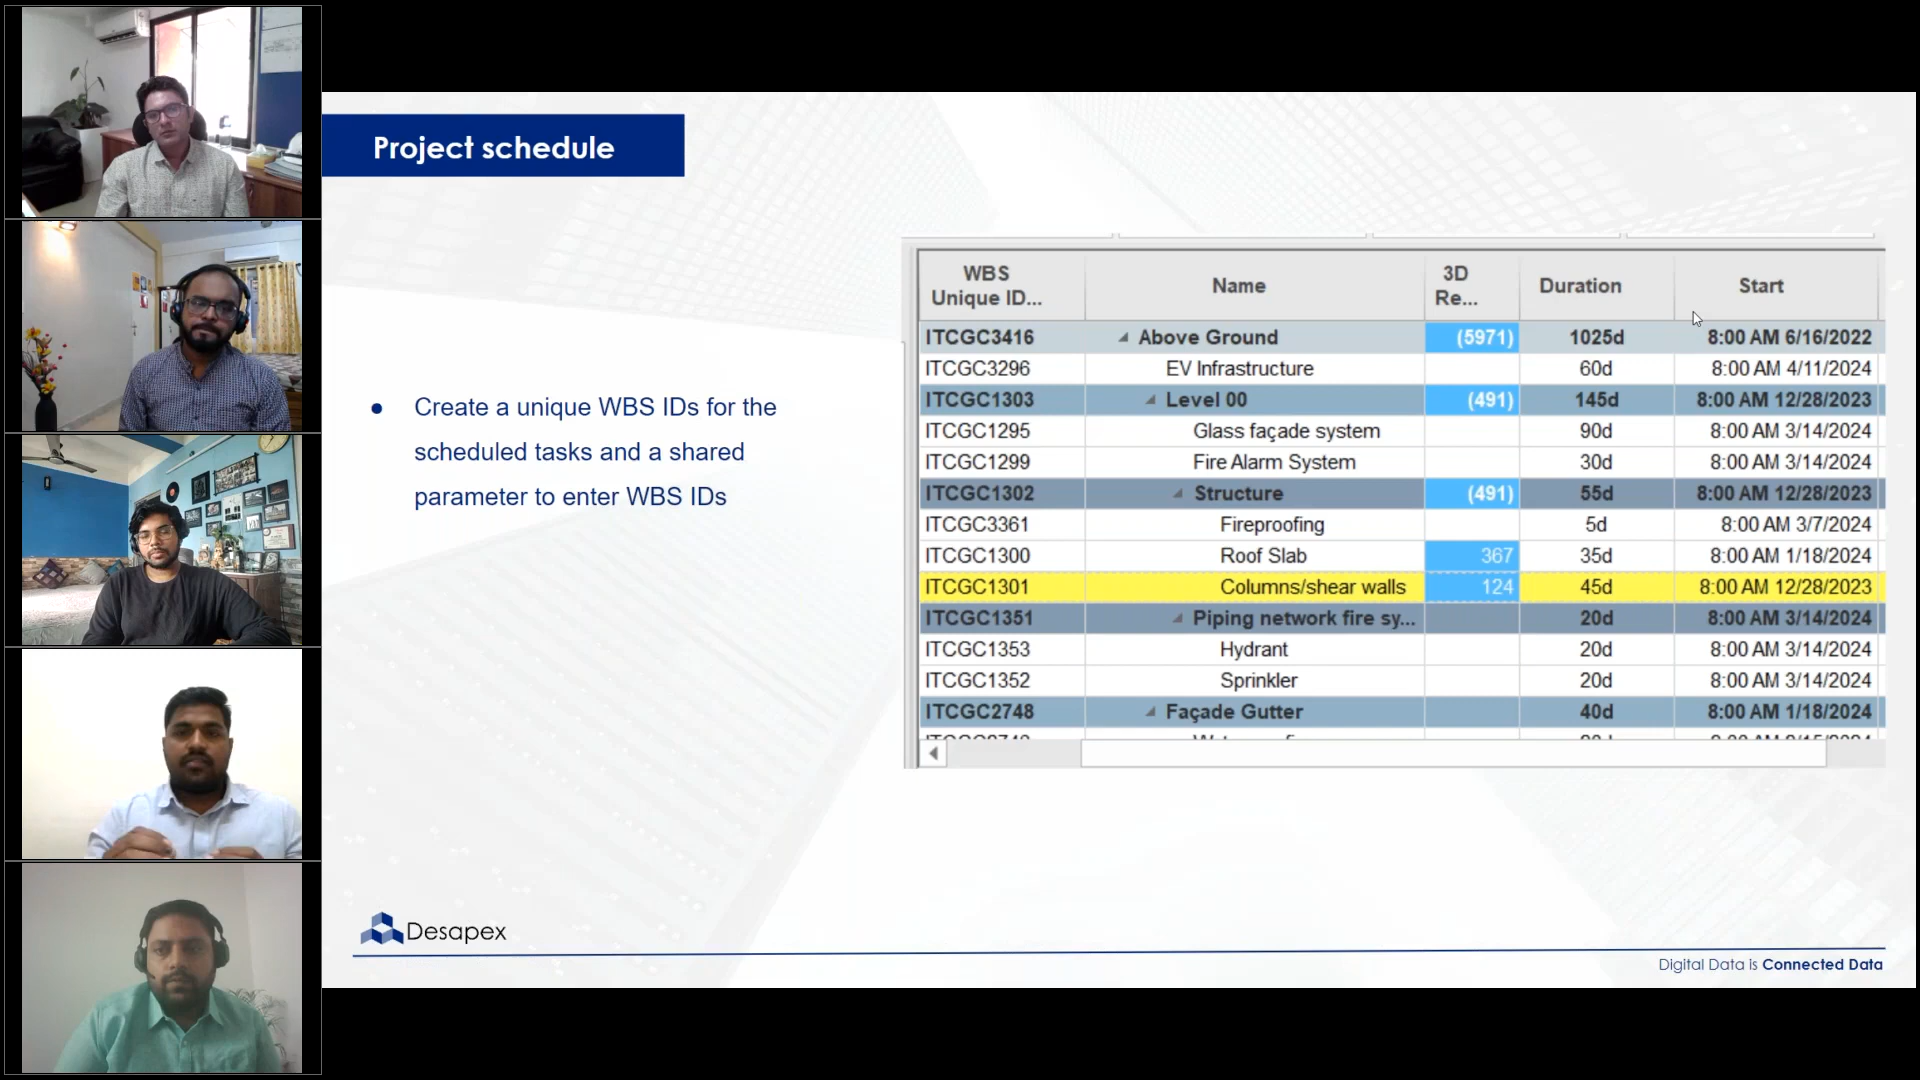 Project schedule
● Create a unique WBS IDs for the
scheduled tasks and a shared
parameter to enter WBS IDs
WBS Unique ID... Name 3D Re... Duration Start
ITCGC3416 Above Ground (5971) 1025d 8:00 AM 6/16/2022
ITCGC3296 EV Infrastructure 60d 8:00 AM 4/11/2024
ITCGC1303 Level 00 (491) 145d 8:00 AM 12/28/2023
ITCGC1295 Glass façade system 90d 8:00 AM 3/14/2024
ITCGC1299 Fire Alarm System 30d 8:00 AM 3/14/2024
ITCGC1302 Structure (491) 55d 8:00 AM 12/28/2023
ITCGC3361 Fireproofing 5d 8:00 AM 3/7/2024
ITCGC1300 Roof Slab 367 35d 8:00 AM 1/18/2024
ITCGC1301 Columns/shear walls 124 45d 8:00 AM 12/28/2023
ITCGC1351 Piping network fire sy... 20d 8:00 AM 3/14/2024
ITCGC1353 Hydrant 20d 8:00 AM 3/14/2024
ITCGC1352 Sprinkler 20d 8:00 AM 3/14/2024
ITCGC2748 Façade Gutter 40d 8:00 AM 1/18/2024
Desapex
Digital Data is Connected Data